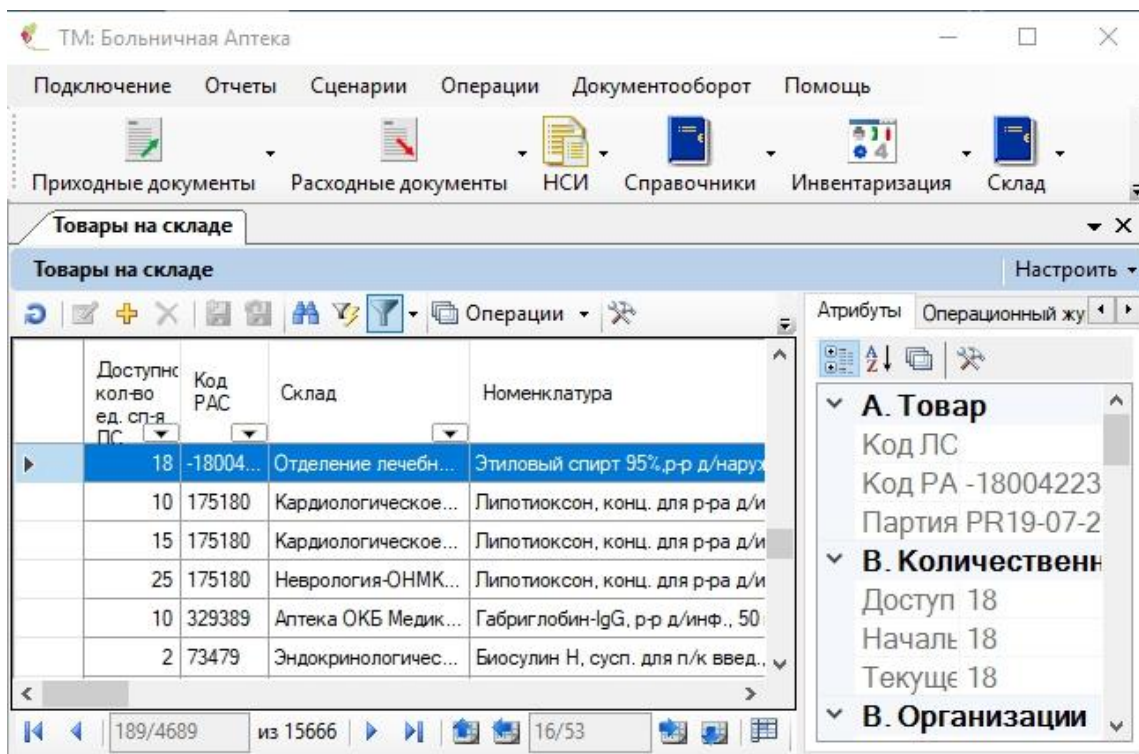 ТМ: Больничная Аптека
Подключение Отчеты Сценарии Операции Документооборот Помощь
Приходные документы Расходные документы НСИ Справочники Инвентаризация Склад
Товары на складе
Товары на складе Настроить
Операции Атрибуты Операционный жу
Доступно кол-во ед. сп-я ПС Код РАС Склад Номенклатура
18 -18004... Отделение лечебн... Этиловый спирт 95%,р-р д/наруж
10 175180 Кардиологическое... Липотиоксон, конц. для р-ра д/и
15 175180 Кардиологическое... Липотиоксон, конц. для р-ра д/и
25 175180 Неврология-ОНМК... Липотиоксон, конц. для р-ра д/и
10 329389 Аптека ОКБ Медик... Габриглобин-IgG, р-р д/инф., 50
2 73479 Эндокринологичес... Биосулин Н, сусп. для п/к введ.,
189/4689 из 15666 16/53
А. Товар
Код ЛС
Код РА -18004223
Партия PR19-07-2
В. Количественн
Доступ 18
Началь 18
Текуще 18
В. Организации